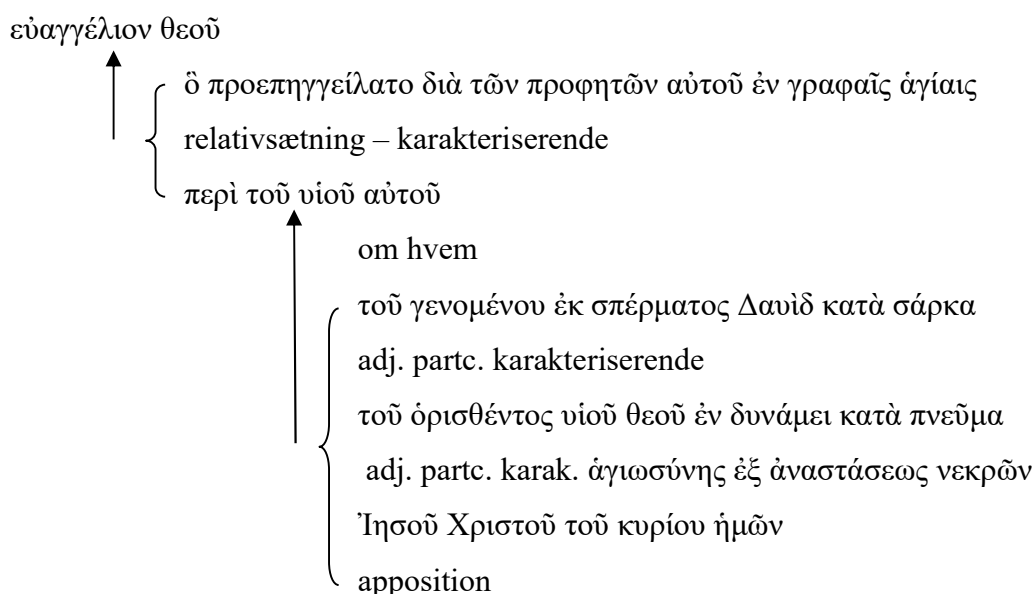 εὐαγγέλιον θεοῦ
ὃ προεπηγγείλατο διὰ τῶν προφητῶν αὐτοῦ ἐν γραφαῖς ἁγίαις
relativsætning – karakteriserende
περὶ τοῦ υἱοῦ αὐτοῦ
om hvem
τοῦ γενομένου ἐκ σπέρματος Δαυὶδ κατὰ σάρκα
adj. partc. karakteriserende
τοῦ ὁρισθέντος υἱοῦ θεοῦ ἐν δυνάμει κατὰ πνεῦμα
adj. partc. karak. ἁγιωσύνης ἐξ ἀναστάσεως νεκρῶν
Ἰησοῦ Χριστοῦ τοῦ κυρίου ἡμῶν
apposition